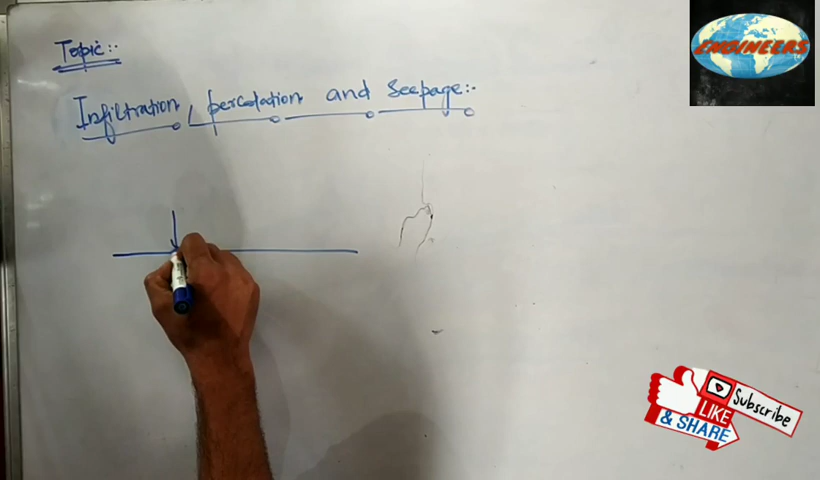 Topic:-
Infiltration, percolation and Seepage:-
ENGINEERS
Subscribe
LIKE
& SHARE